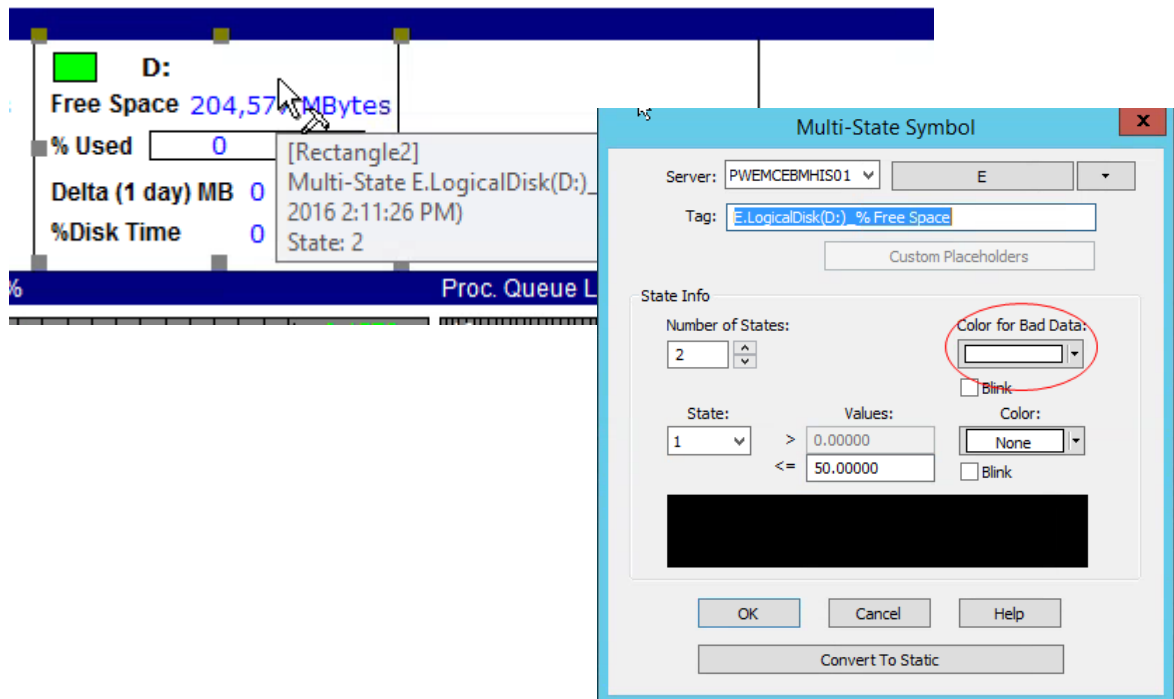 D:
Free Space 204,57 MBytes
% Used 0
Delta (1 day) MB 0
%Disk Time 0
[Rectangle2]
Multi-State E.LogicalDisk(D:)_
2016 2:11:26 PM)
State: 2
%
Proc. Queue L
Multi-State Symbol
x
Server: PWEMCEBMHIS01 E
Tag: E.LogicalDisk(D:)_% Free Space
Custom Placeholders
State Info
Number of States: Color for Bad Data:
2
Blink
State: Values: Color:
1 > 0.00000 None
<= 50.00000 Blink
OK Cancel Help
Convert To Static